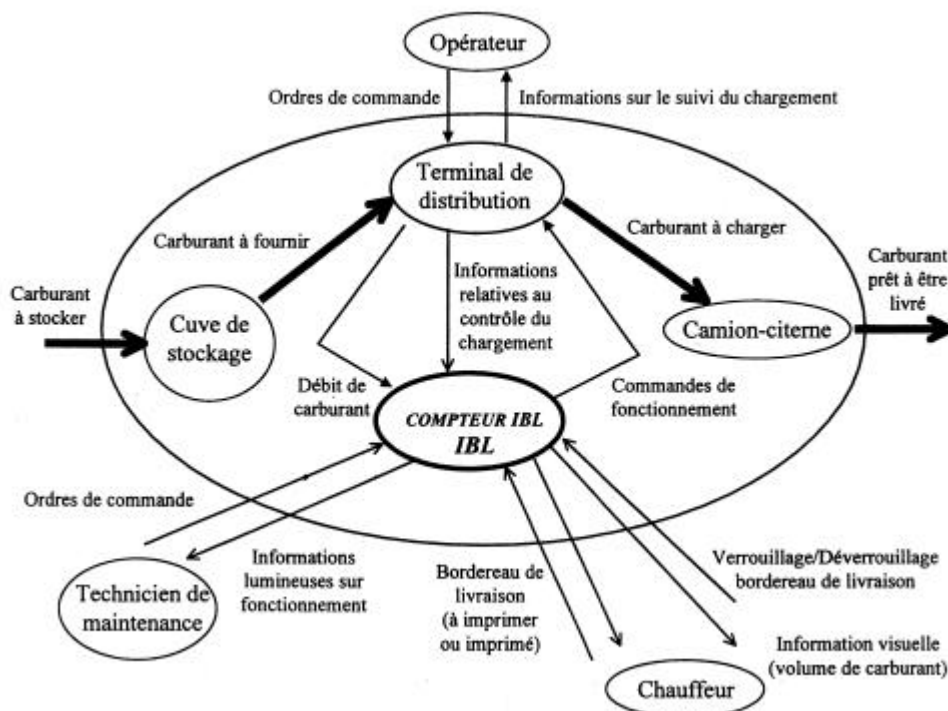 Opérateur
Ordres de commande
Informations sur le suivi du chargement
Terminal de
distribution
Carburant à fournir
Carburant à charger
Carburant
à stocker
Cuve de
stockage
Informations
relatives au
contrôle du
chargement
Camion-citerne
Carburant
prêt à être
livré
Débit de
carburant
Commandes de
fonctionnement
COMPTEUR IBL
IBL
Ordres de commande
Technicien de
maintenance
Informations
lumineuses sur
fonctionnement
Bordereau de
livraison
(à imprimer
ou imprimé)
Verrouillage/Déverrouillage
bordereau de livraison
Information visuelle
(volume de carburant)
Chauffeur